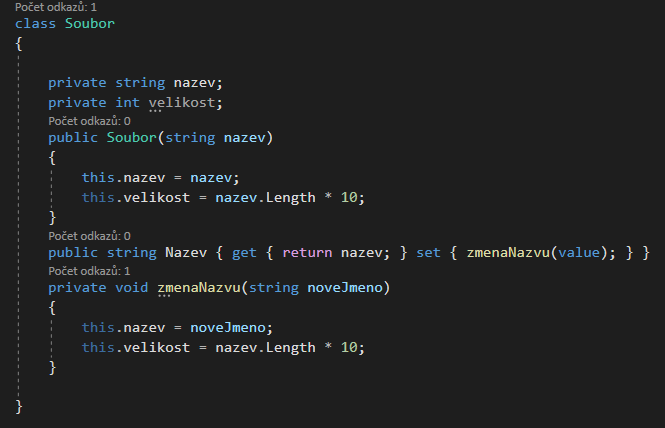 Počet odkazů: 1
class Soubor
{
private string nazev;
private int velikost;
Počet odkazů: 0
public Soubor(string nazev)
{
this.nazev = nazev;
this.velikost = nazev.Length * 10;
}
Počet odkazů: 0
public string Nazev { get { return nazev; } set { zmenaNazvu(value); } }
Počet odkazů: 1
private void zmenaNazvu(string noveJmeno)
{
this.nazev = noveJmeno;
this.velikost = nazev.Length * 10;
}
}